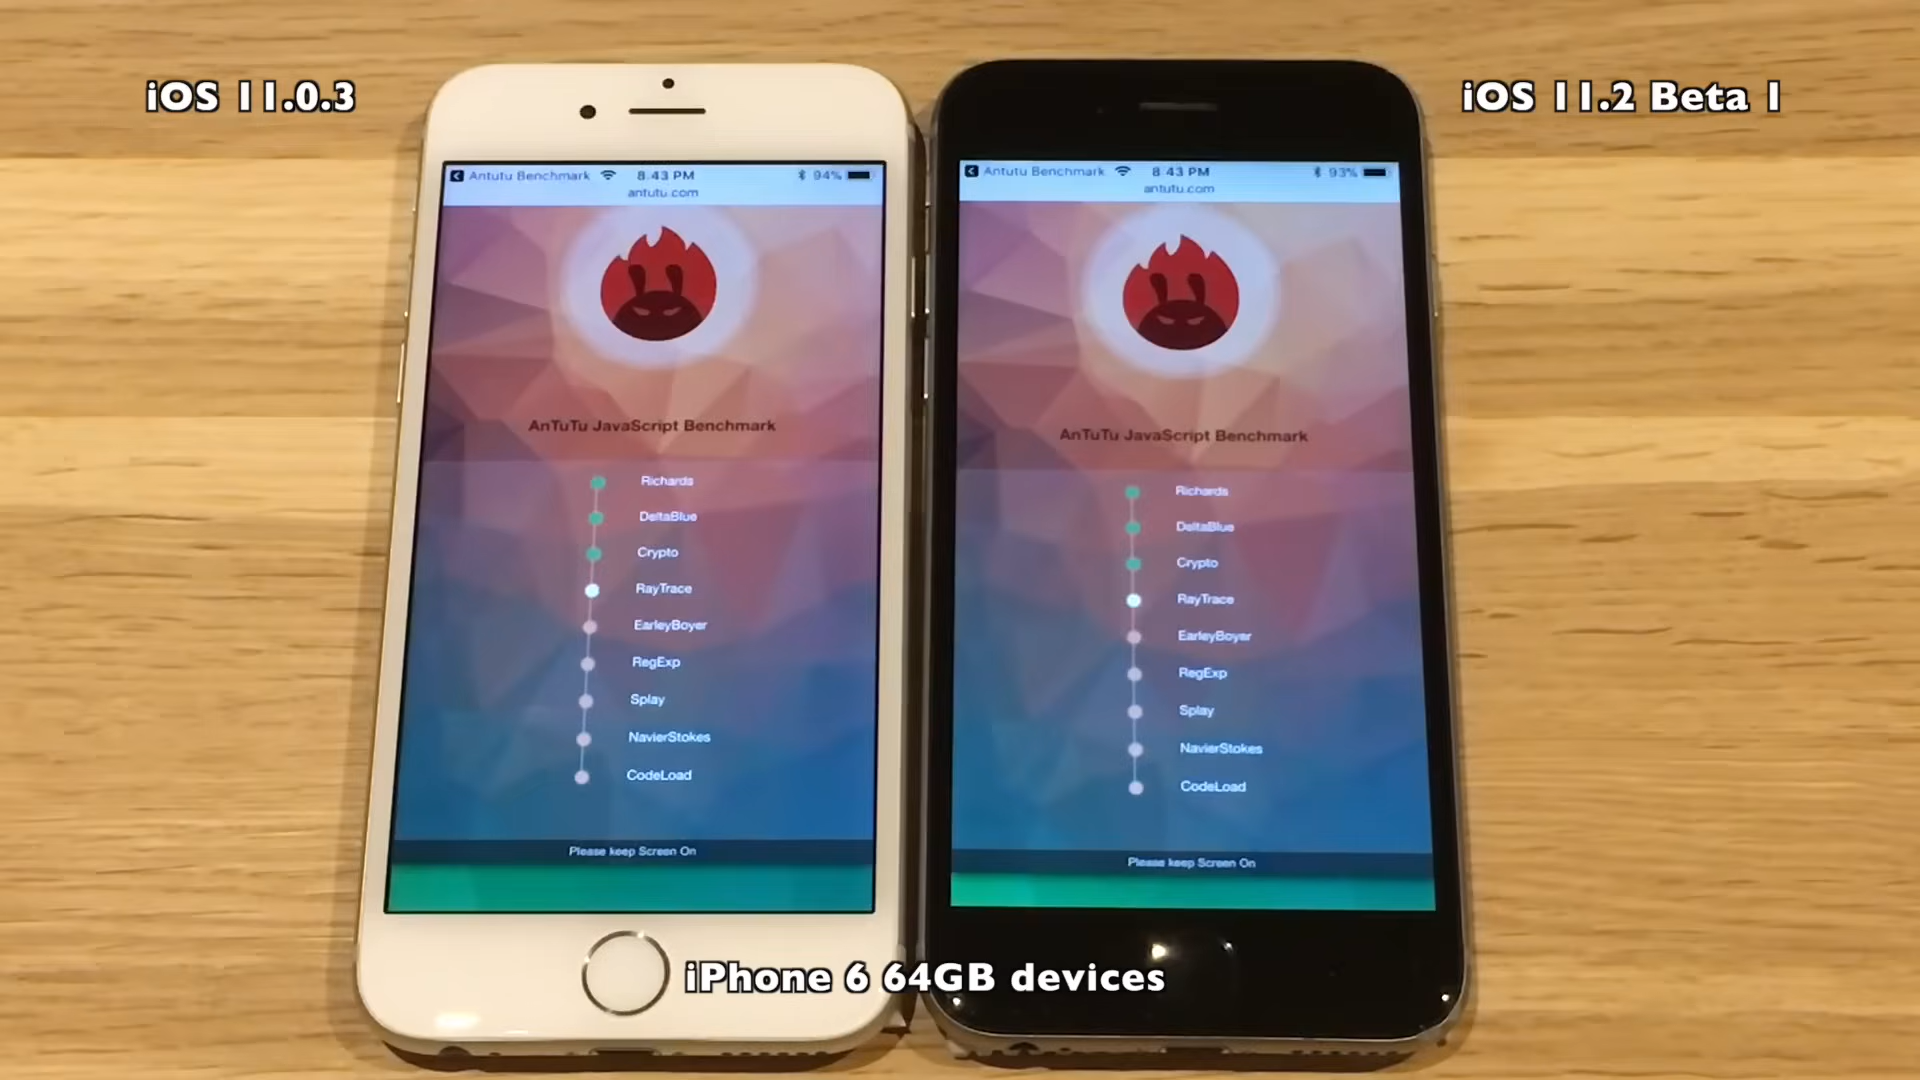 iOS 11.0.3
iOS 11.2 Beta 1
Antutu Benchmark 8:43 PM 94%
antutu.com
AnTuTu JavaScript Benchmark
Richards
DeltaBlue
Crypto
RayTrace
EarleyBoyer
RegExp
Splay
NavierStokes
CodeLoad
Please keep Screen On
Antutu Benchmark 8:43 PM 93%
antutu.com
AnTuTu JavaScript Benchmark
Richards
DeltaBlue
Crypto
RayTrace
EarleyBoyer
RegExp
Splay
NavierStokes
CodeLoad
Please keep Screen On
iPhone 6 64GB devices